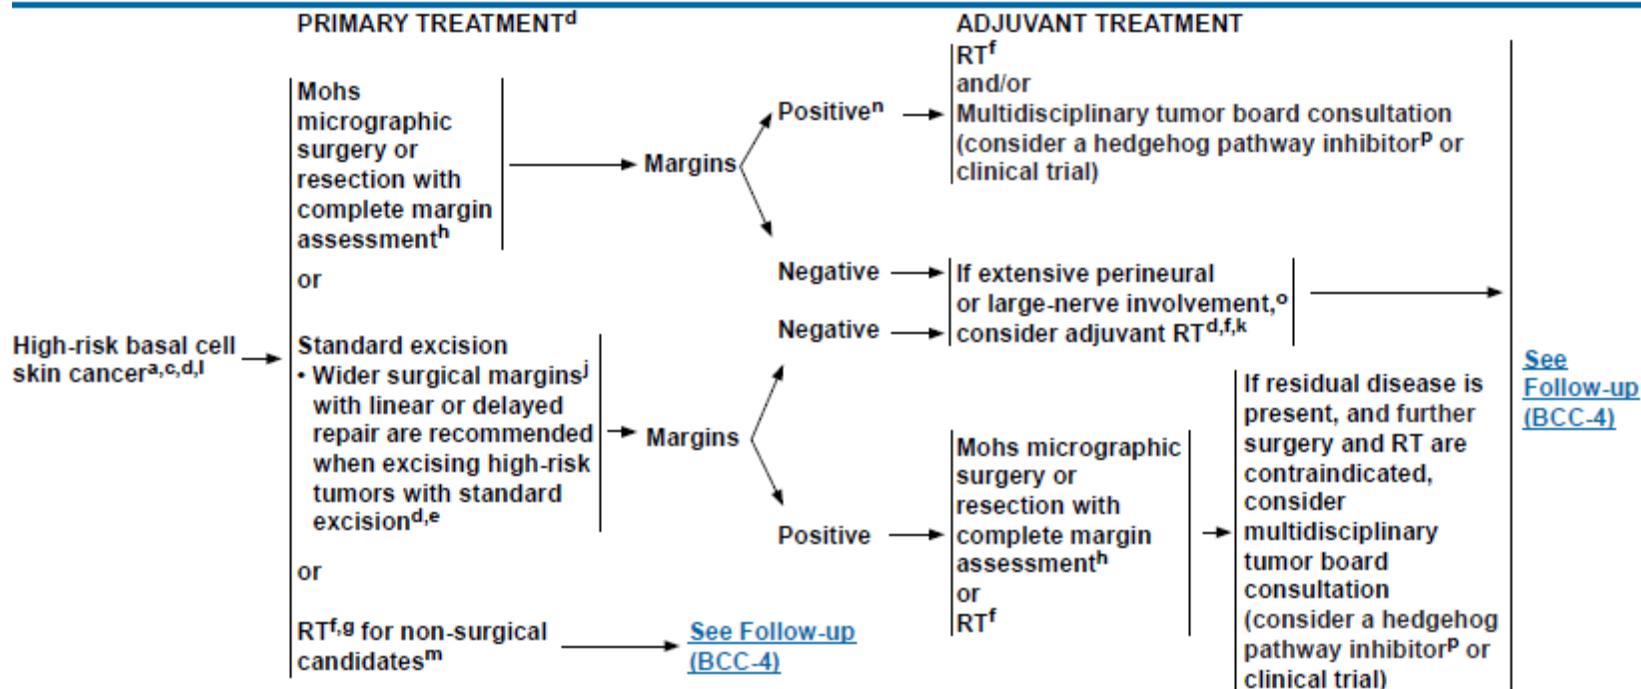 PRIMARY TREATMENTd
ADJUVANT TREATMENT
High-risk basal cell
skin cancera,c,d,l
Mohs
micrographic
surgery or
resection with
complete margin
assessmenth
or
Standard excision
• Wider surgical marginsj
with linear or delayed
repair are recommended
when excising high-risk
tumors with standard
excisiond,e
or
RTf,g for non-surgical
candidatesm
See Follow-up
(BCC-4)
Margins
Positiven
Negative
RTf
and/or
Multidisciplinary tumor board consultation
(consider a hedgehog pathway inhibitorp or
clinical trial)
Margins
Negative
Positive
If extensive perineural
or large-nerve involvement,o
consider adjuvant RTd,f,k
Mohs micrographic
surgery or
resection with
complete margin
assessmenth
or
RTf
If residual disease is
present, and further
surgery and RT are
contraindicated,
consider
multidisciplinary
tumor board
consultation
(consider a hedgehog
pathway inhibitorp or
clinical trial)
See
Follow-up
(BCC-4)